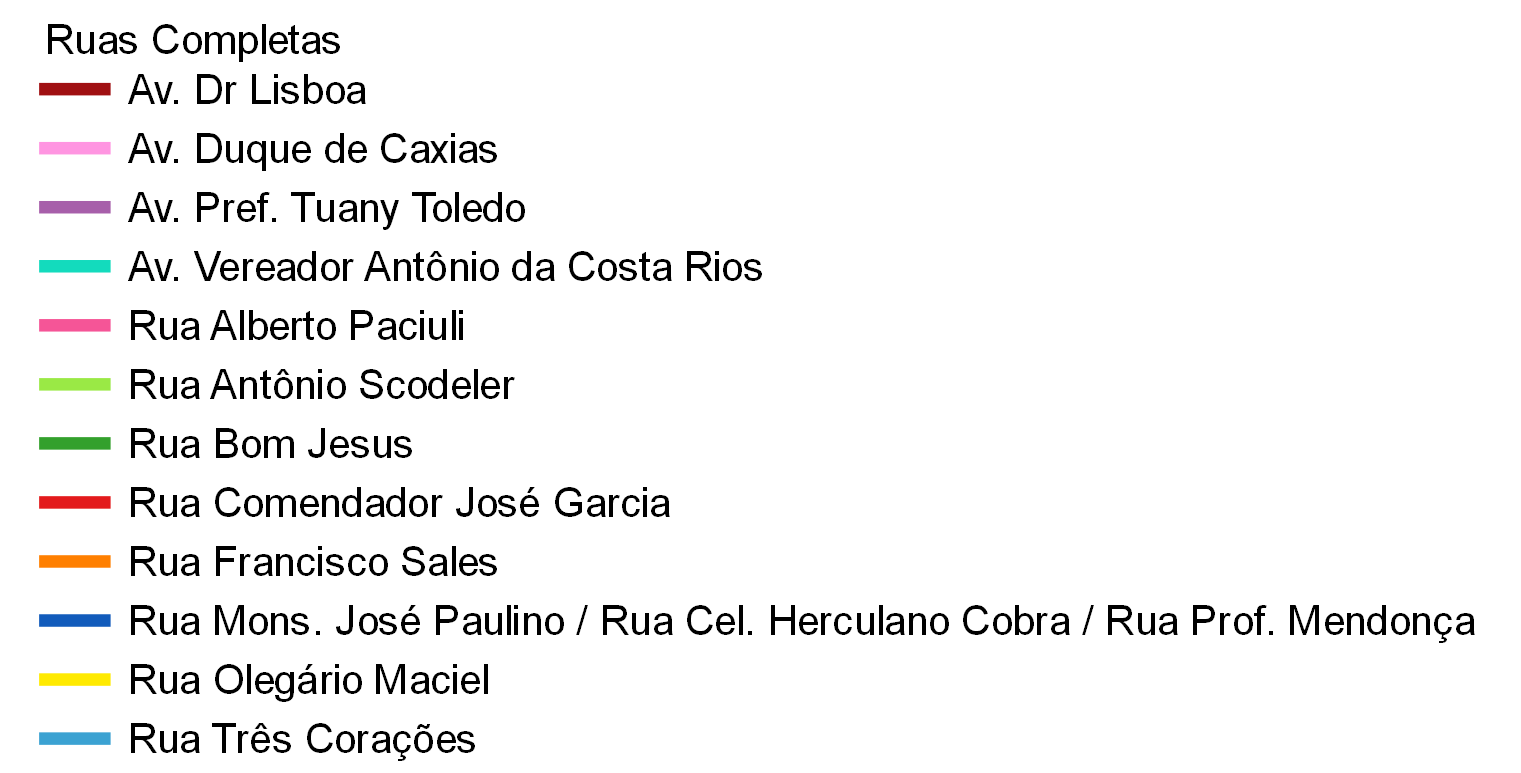 Ruas Completas
Av. Dr Lisboa
Av. Duque de Caxias
Av. Pref. Tuany Toledo
Av. Vereador Antônio da Costa Rios
Rua Alberto Paciuli
Rua Antônio Scodeler
Rua Bom Jesus
Rua Comendador José Garcia
Rua Francisco Sales
Rua Mons. José Paulino / Rua Cel. Herculano Cobra / Rua Prof. Mendonça
Rua Olegário Maciel
Rua Três Corações